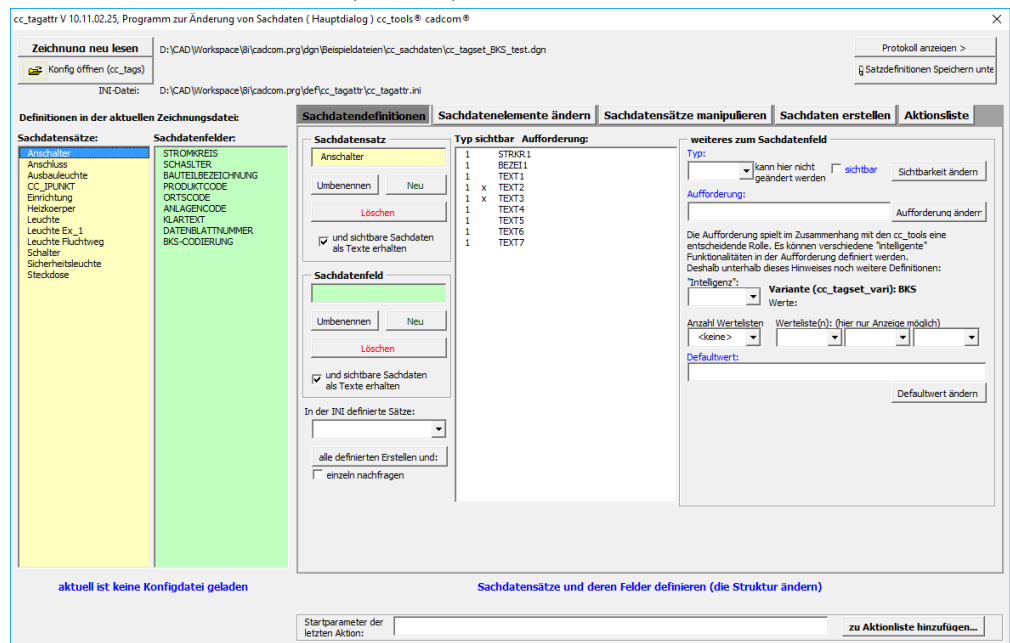 cc_tagattr V 10.11.02.25, Programm zur Änderung von Sachdaten ( Hauptdialog ) cc_tools® cadcom®
Zeichnung neu lesen
D:\CAD\Workspace\8i\cadcom.prg\dgn\Beispieldateien\cc_sachdaten\cc_tagset_BKS_test.dgn
Protokoll anzeigen >
Konfig öffnen (cc_tags)
Satzdefinitionen Speichern unte
INI-Datei:
D:\CAD\Workspace\8i\cadcom.prg\def\cc_tagattr\cc_tagattr.ini
Definitionen in der aktuellen Zeichnungsdatei:
Sachdatensätze:
Sachdatenfelder:
Anschalter
Anschluss
Ausbauleuchte
CC_IPUNKT
Einrichtung
Heizkoerper
Leuchte
Leuchte Ex_1
Leuchte Fluchtweg
Schalter
Sicherheitsleuchte
Steckdose
STROMKREIS
SCHASLTER
BAUTEILBEZEICHNUNG
PRODUKTCODE
ORTSCODE
ANLAGENCODE
KLARTEXT
DATENBLATTNUMMER
BKS-CODIERUNG
aktuell ist keine Konfigdatei geladen
Sachdatendefinitionen
Sachdatenelemente ändern
Sachdatensätze manipulieren
Sachdaten erstellen
Aktionsliste
Sachdatensatz
Anschalter
Umbenennen
Neu
Löschen
und sichtbare Sachdaten
als Texte erhalten
Sachdatenfeld
Umbenennen
Neu
Löschen
und sichtbare Sachdaten
als Texte erhalten
In der INI definierte Sätze:
alle definierten Erstellen und:
einzeln nachfragen
Typ sichtbar Aufforderung:
1 STRKR1
1 BEZEI1
1 TEXT1
1 x TEXT2
1 x TEXT3
1 TEXT4
1 TEXT5
1 TEXT6
1 TEXT7
weiteres zum Sachdatenfeld
Typ:
kann hier nicht
geändert werden
sichtbar
Sichtbarkeit ändern
Aufforderung:
Aufforderung ändern
Die Aufforderung spielt im Zusammenhang mit den cc_tools eine
entscheidende Rolle. Es können verschiedene "intelligente"
Funktionalitäten in der Aufforderung definiert werden.
Deshalb unterhalb dieses Hinweises noch weitere Definitionen:
"Intelligenz":
Variante (cc_tagset_vari): BKS
Werte:
Anzahl Wertelisten
Werteliste(n): (hier nur Anzeige möglich)
<keine>
Defaultwert:
Defaultwert ändern
Sachdatensätze und deren Felder definieren (die Struktur ändern)
Startparameter der
letzten Aktion:
zu Aktionliste hinzufügen...